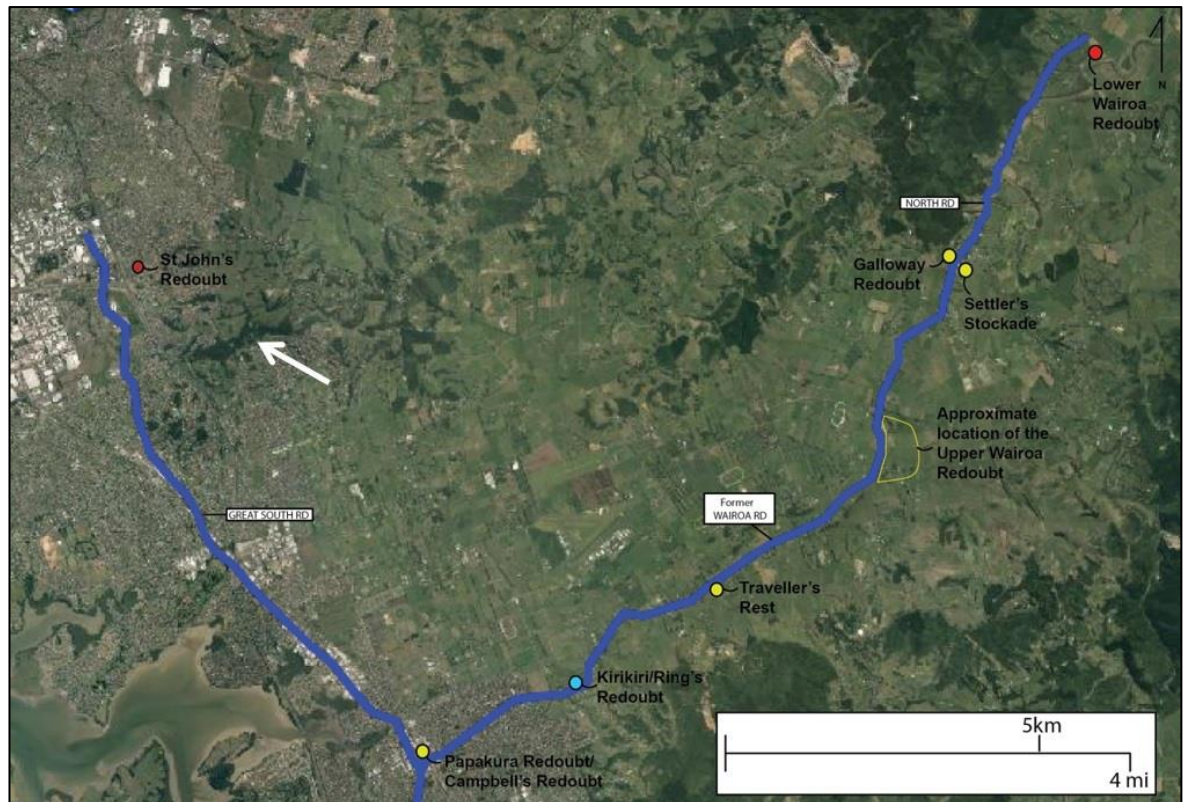 N
Lower
Wairoa
Redoubt
NORTH RD
St John's
Redoubt
Galloway
Redoubt
Settler's
Stockade
Approximate
location of the
Upper Wairoa
Redoubt
Former
WAIROA RD
GREAT SOUTH RD
Traveller's
Rest
Kirikiri/Ring's
Redoubt
Papakura Redoubt/
Campbell's Redoubt
5km
4 mi